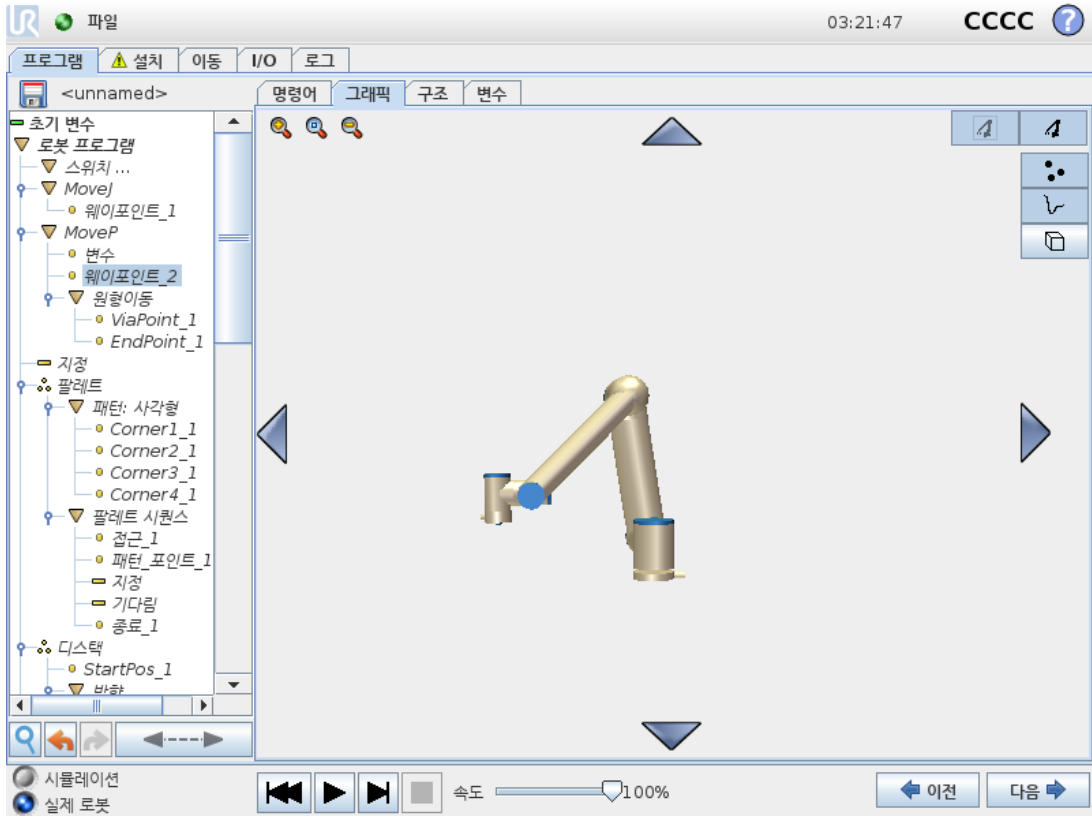 UR 파일 03:21:47 CCCC ?
프로그램 설치 이동 I/O 로그
<unnamed> 명령어 그래픽 구조 변수
초기 변수
로봇 프로그램
스위치 ...
MoveJ
웨이포인트_1
MoveP
변수
웨이포인트_2
원형이동
ViaPoint_1
EndPoint_1
지정
팔레트
패턴: 사각형
Corner1_1
Corner2_1
Corner3_1
Corner4_1
팔레트 시퀀스
접근_1
패턴_포인트_1
지정
기다림
종료_1
디스택
StartPos_1
방향
시뮬레이션
실제 로봇
속도 100% 이전 다음